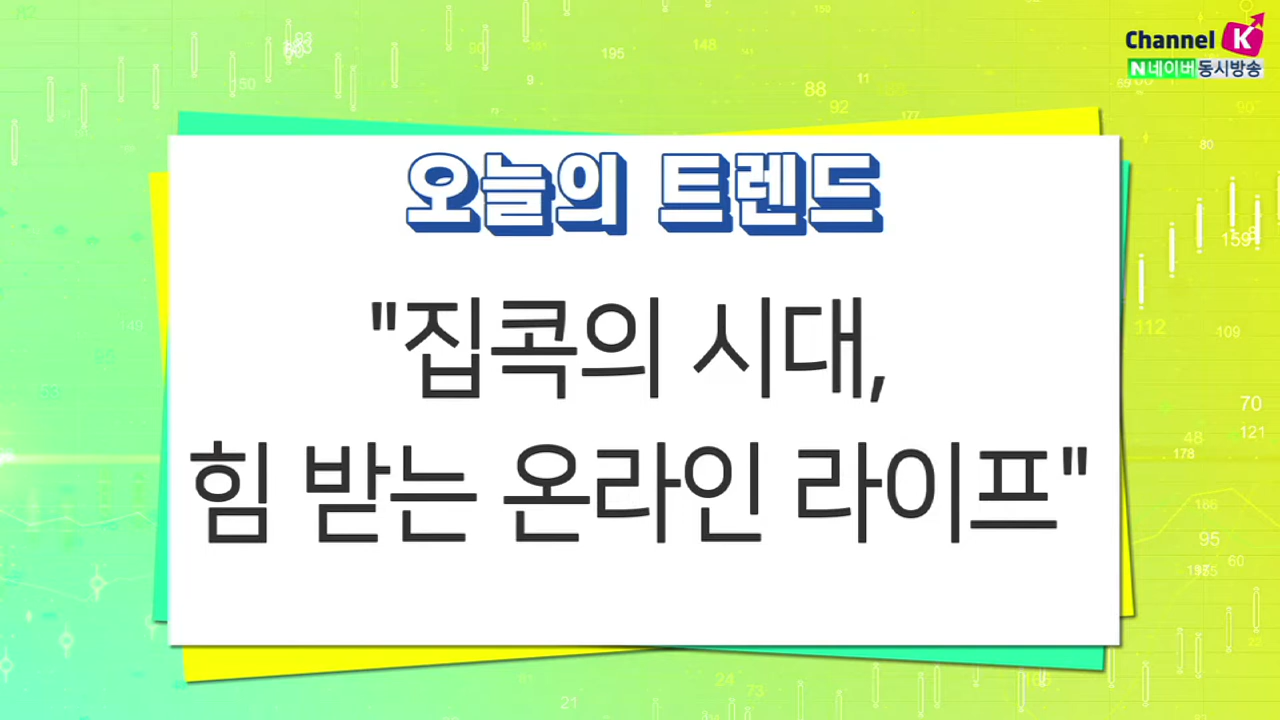 Channel K
N 네이버 동시방송
오늘의 트렌드
"집콕의 시대,
힘 받는 온라인 라이프"